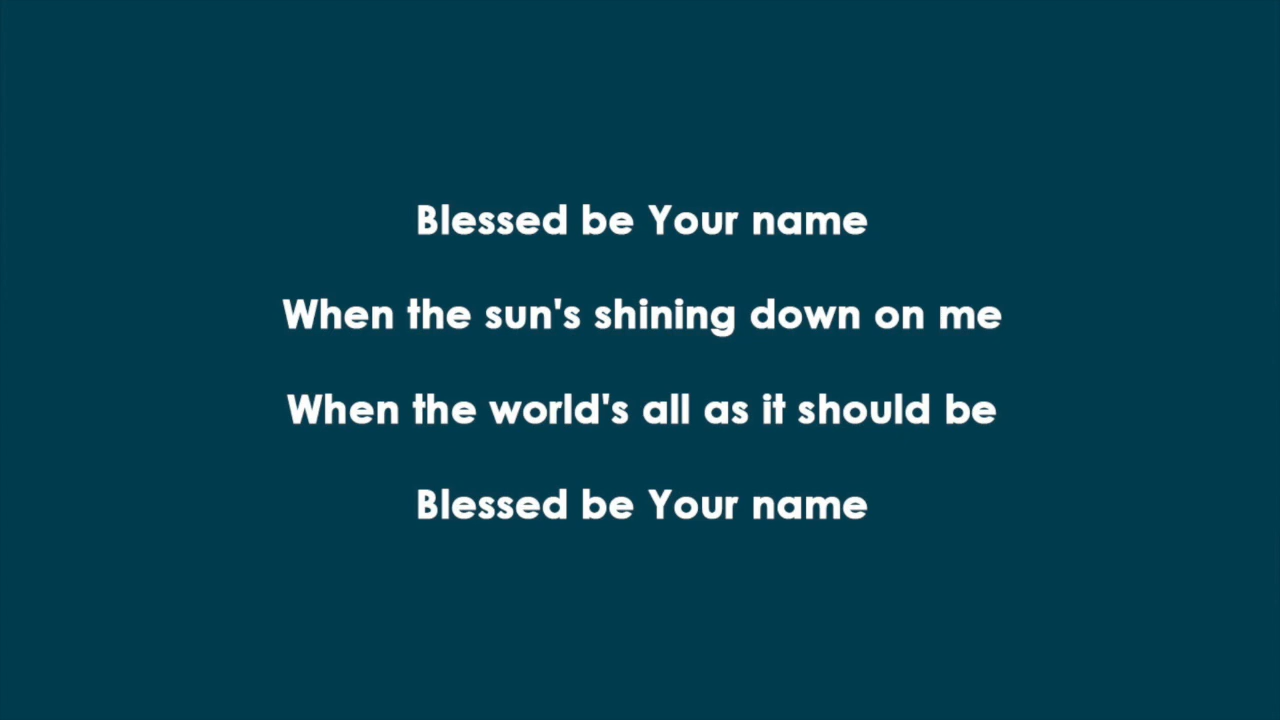 Blessed be Your name
When the sun's shining down on me
When the world's all as it should be
Blessed be Your name